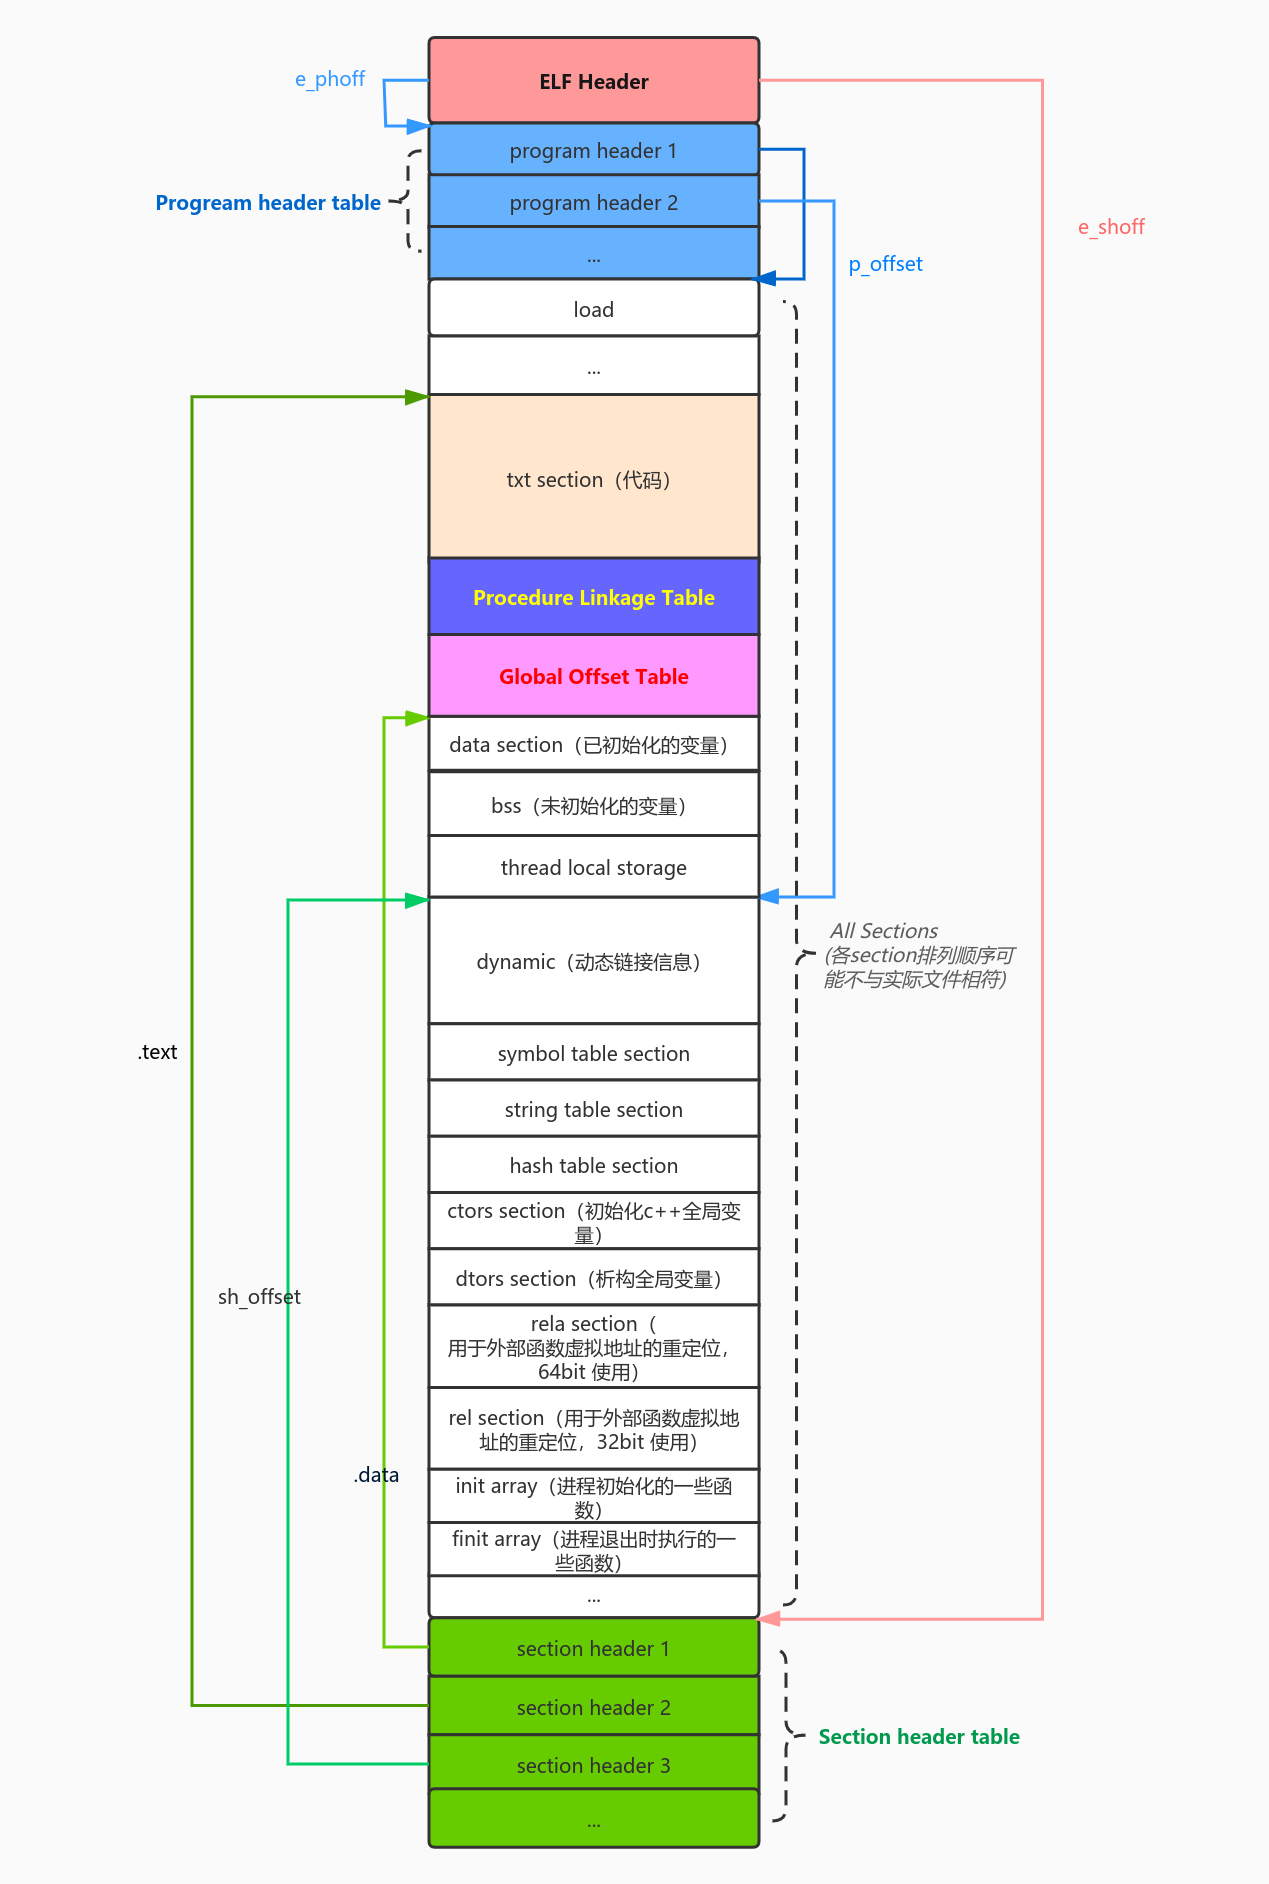 ELF Header
e_phoff
program header 1
Progream header table
program header 2
e_shoff
...
p_offset
load
...
txt section（代码）
Procedure Linkage Table
Global Offset Table
data section（已初始化的变量）
bss（未初始化的变量）
thread local storage
All Sections
(各section排列顺序可
能不与实际文件相符)
dynamic（动态链接信息）
.text
symbol table section
string table section
hash table section
ctors section（初始化c++全局变
量）
dtors section（析构全局变量）
sh_offset
rela section（
用于外部函数虚拟地址的重定位，
64bit 使用）
rel section（用于外部函数虚拟地
址的重定位，32bit 使用）
.data
init array（进程初始化的一些函
数）
finit array（进程退出时执行的一
些函数）
...
section header 1
section header 2
Section header table
section header 3
...